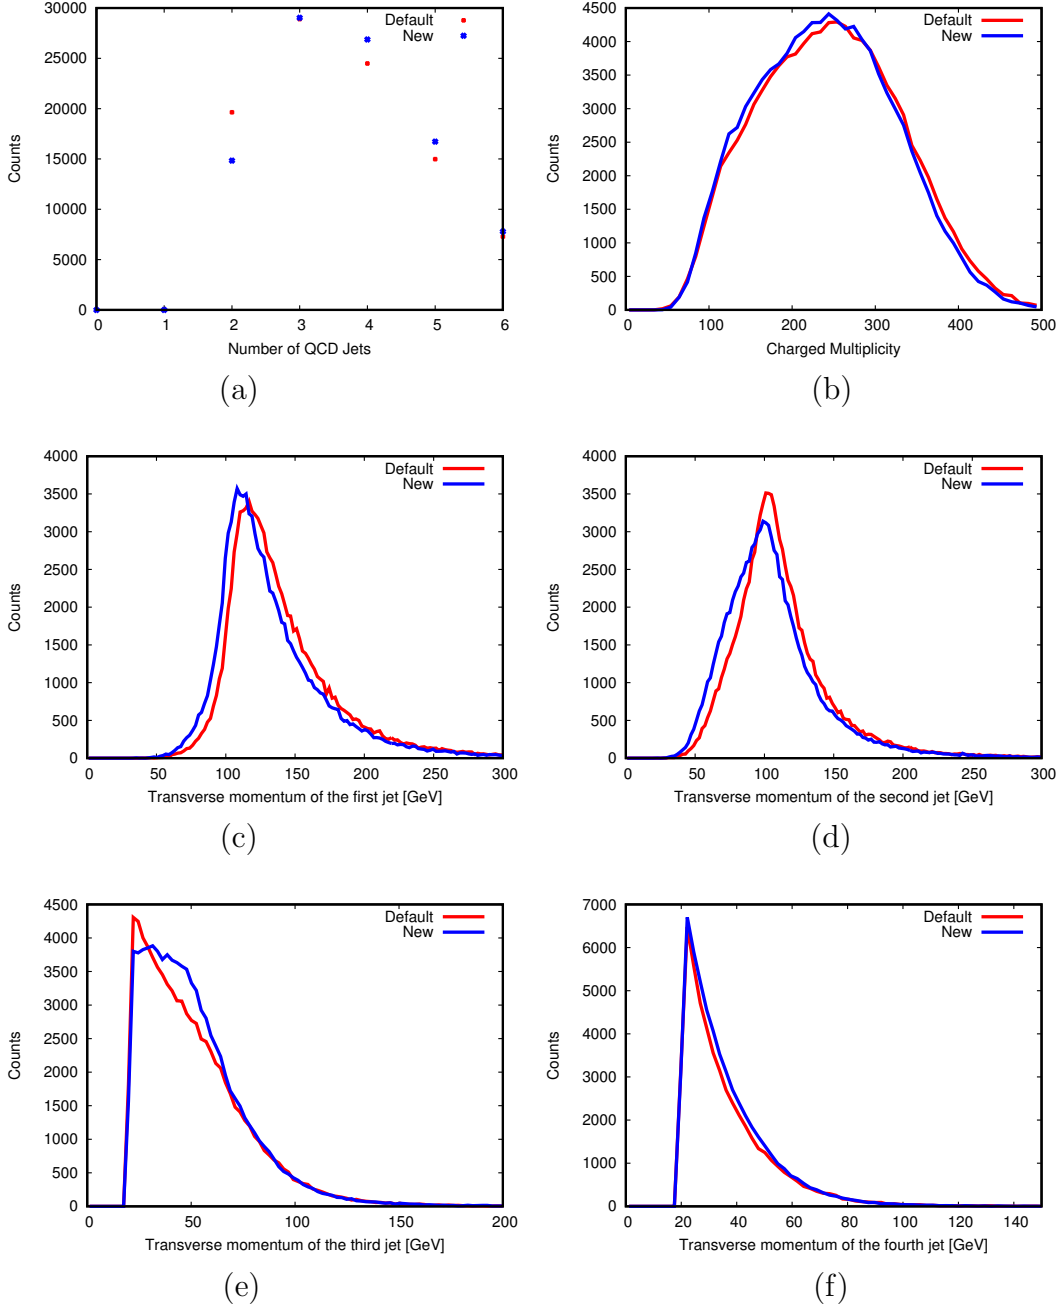 30000
25000
20000
15000
10000
5000
0
Counts
0 1 2 3 4 5 6
Number of QCD Jets
Default
New
(a)
4500
4000
3500
3000
2500
2000
1500
1000
500
0
Counts
0 100 200 300 400 500
Charged Multiplicity
Default
New
(b)
4000
3500
3000
2500
2000
1500
1000
500
0
Counts
0 50 100 150 200 250 300
Transverse momentum of the first jet [GeV]
Default
New
(c)
4000
3500
3000
2500
2000
1500
1000
500
0
Counts
0 50 100 150 200 250 300
Transverse momentum of the second jet [GeV]
Default
New
(d)
4500
4000
3500
3000
2500
2000
1500
1000
500
0
Counts
0 50 100 150 200
Transverse momentum of the third jet [GeV]
Default
New
(e)
7000
6000
5000
4000
3000
2000
1000
0
Counts
0 20 40 60 80 100 120 140
Transverse momentum of the fourth jet [GeV]
Default
New
(f)